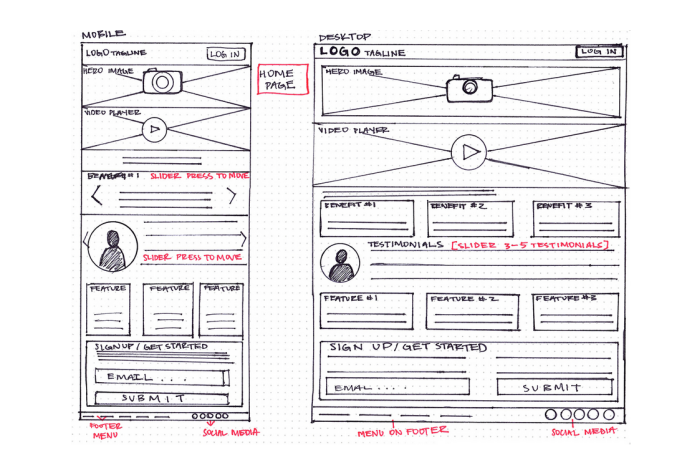 MOBILE
LOGO TAGLINE
LOG IN
HERO IMAGE
VIDEO PLAYER
#1 SLIDER PRESS TO MOVE
SLIDER PRESS TO MOVE
FEATURE FEATURE FEATURE
SIGN UP/GET STARTED
EMAIL . . .
SUBMIT
FOOTER
MENU
SOCIAL MEDIA
HOME
PAGE
DESKTOP
LOGO TAGLINE
LOG IN
HERO IMAGE
VIDEO PLAYER
BENEFIT #1 BENEFIT #2 BENEFIT #3
TESTIMONIALS [SLIDER 3-5 TESTIMONIALS]
FEATURE #1 FEATURE #2 FEATURE #3
SIGN UP/GET STARTED
EMAL . . . .
SUBMIT
MENU ON FOOTER
SOCIAL MEDIA